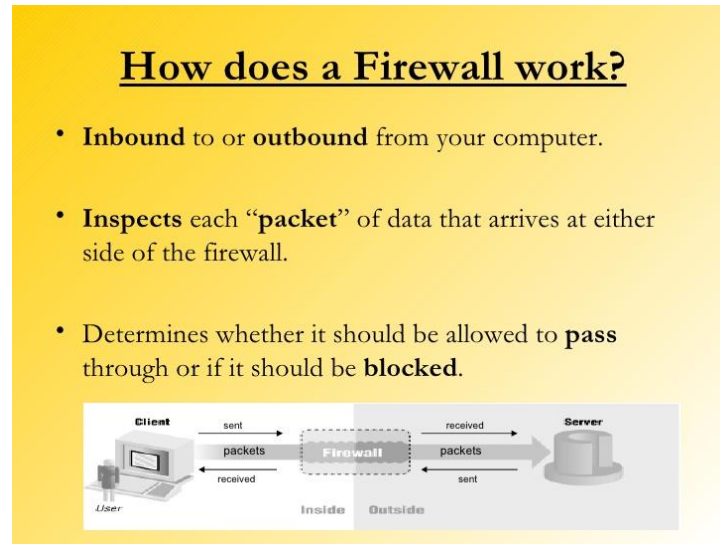 How does a Firewall work?
• Inbound to or outbound from your computer.
• Inspects each “packet” of data that arrives at either
side of the firewall.
• Determines whether it should be allowed to pass
through or if it should be blocked.
Client
sent
received
Server
packets
Firewall
packets
received
sent
User
Inside
Outside